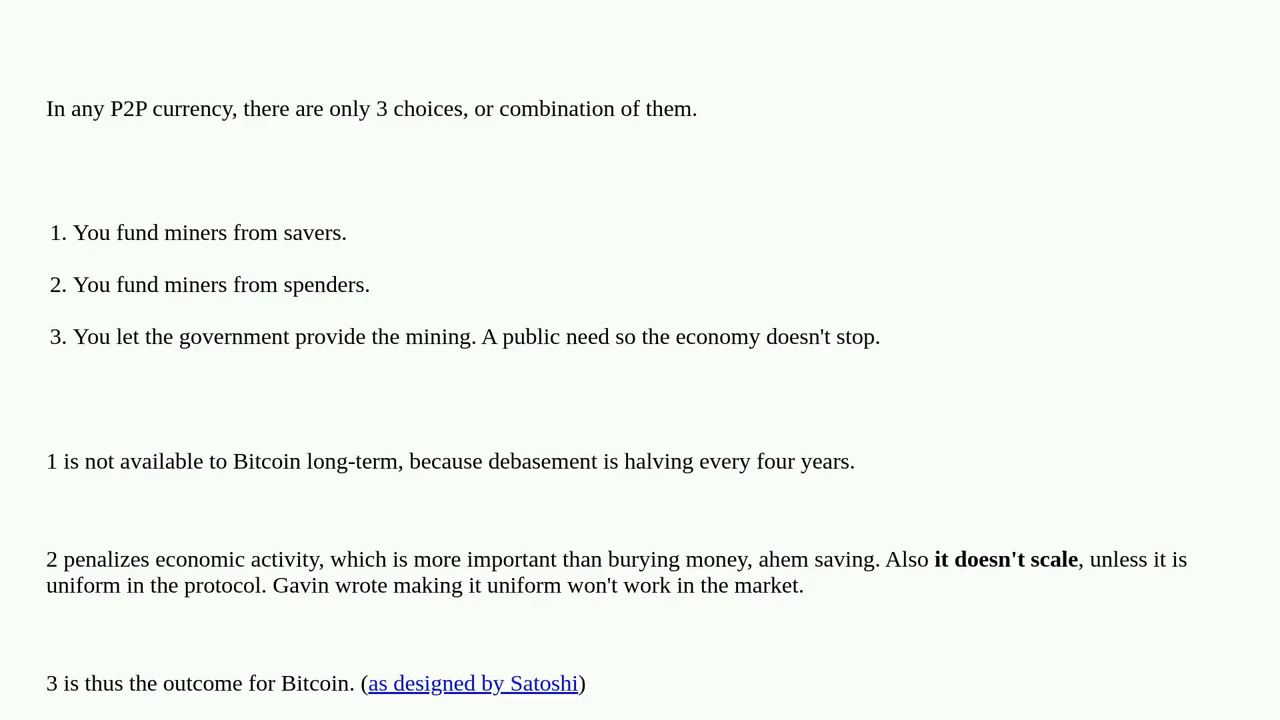 In any P2P currency, there are only 3 choices, or combination of them.
1. You fund miners from savers.
2. You fund miners from spenders.
3. You let the government provide the mining. A public need so the economy doesn't stop.
1 is not available to Bitcoin long-term, because debasement is halving every four years.
2 penalizes economic activity, which is more important than burying money, ahem saving. Also it doesn't scale, unless it is
uniform in the protocol. Gavin wrote making it uniform won't work in the market.
3 is thus the outcome for Bitcoin. (as designed by Satoshi)